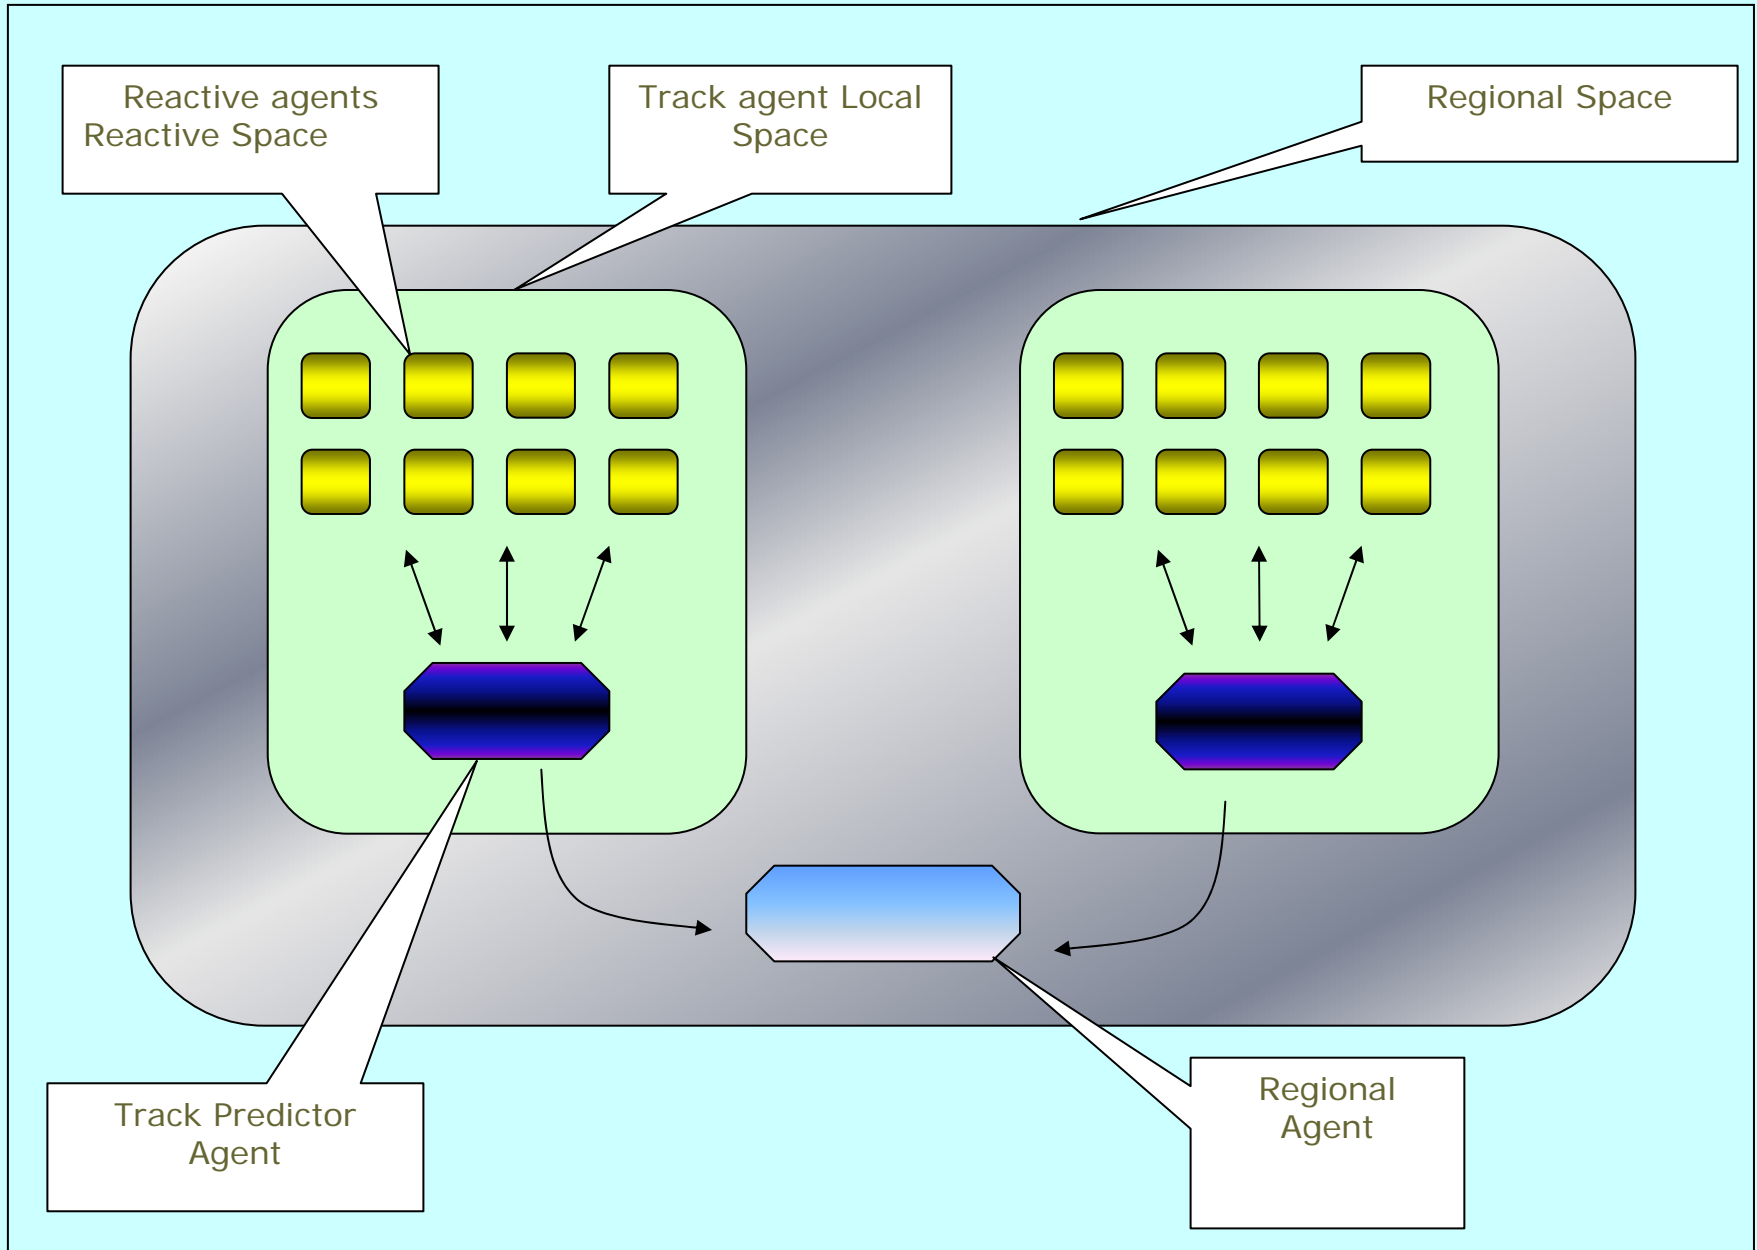 Reactive agents
Reactive Space
Track agent Local
Space
Regional Space
Track Predictor
Agent
Regional
Agent